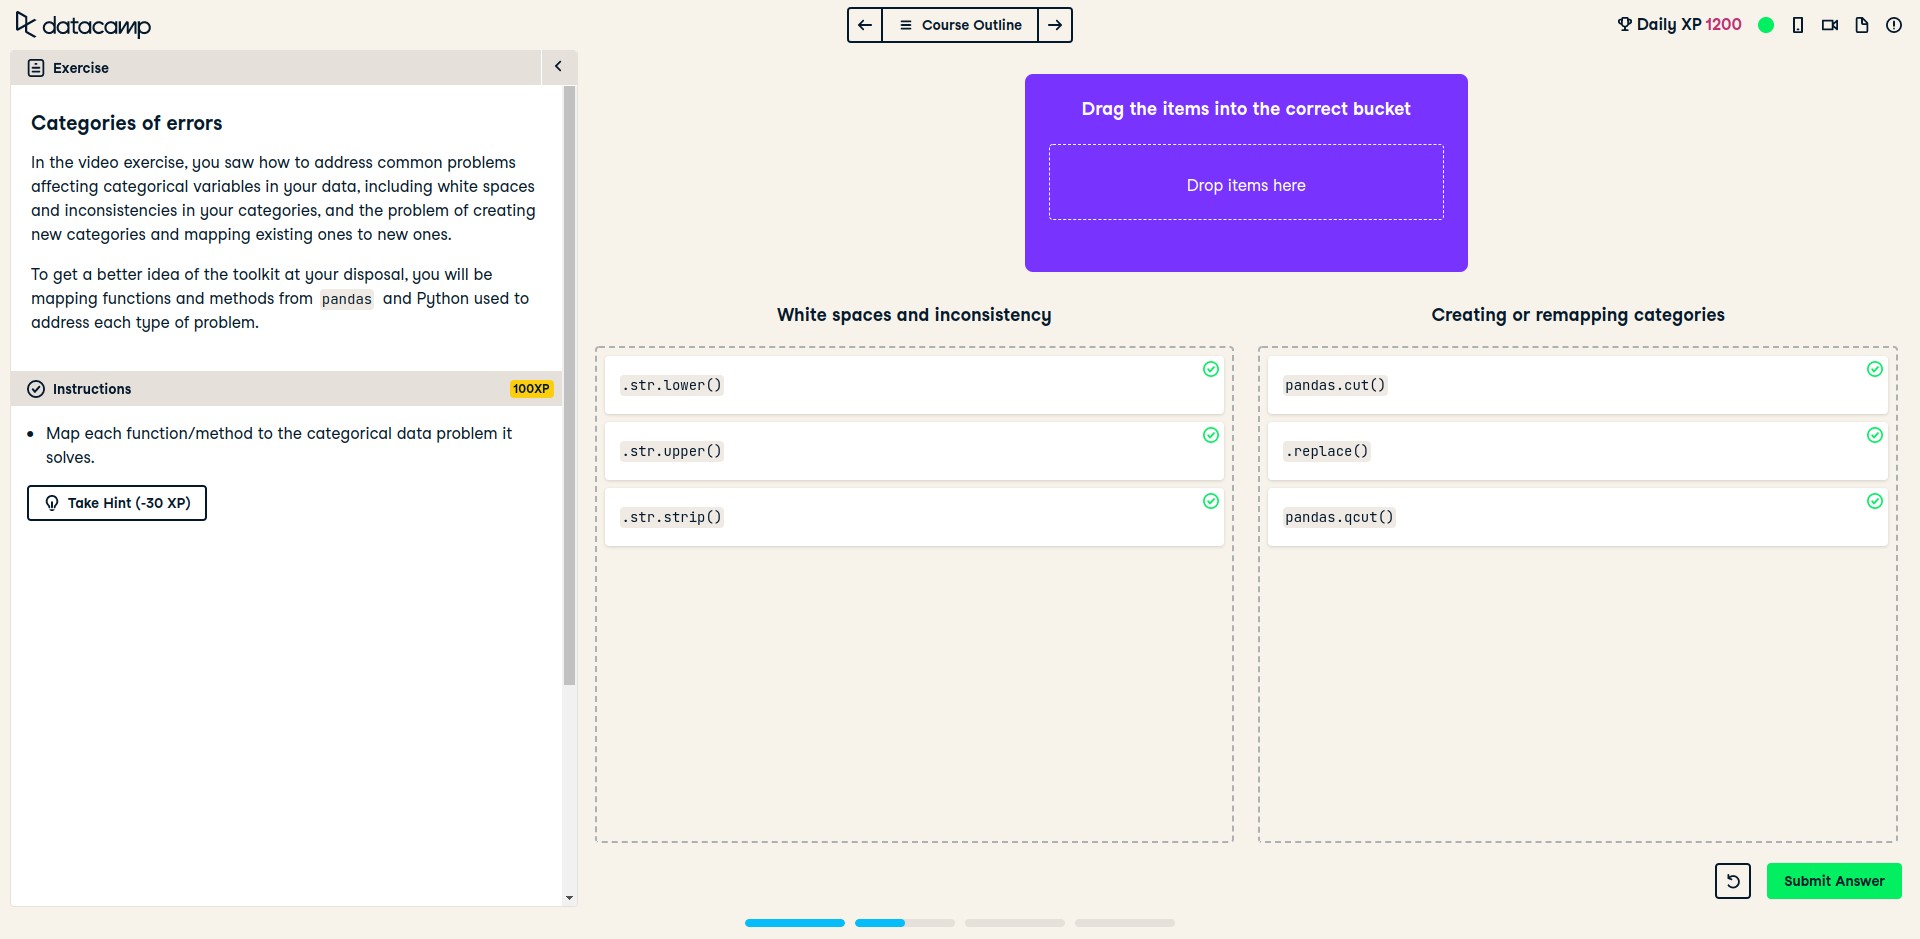 datacamp
Course Outline
Daily XP 1200
Exercise
Categories of errors
In the video exercise, you saw how to address common problems
affecting categorical variables in your data, including white spaces
and inconsistencies in your categories, and the problem of creating
new categories and mapping existing ones to new ones.
To get a better idea of the toolkit at your disposal, you will be
mapping functions and methods from pandas and Python used to
address each type of problem.
Instructions
100XP
Map each function/method to the categorical data problem it
solves.
Take Hint (-30 XP)
Drag the items into the correct bucket
Drop items here
White spaces and inconsistency
.str.lower()
.str.upper()
.str.strip()
Creating or remapping categories
pandas.cut()
.replace()
pandas.qcut()
Submit Answer